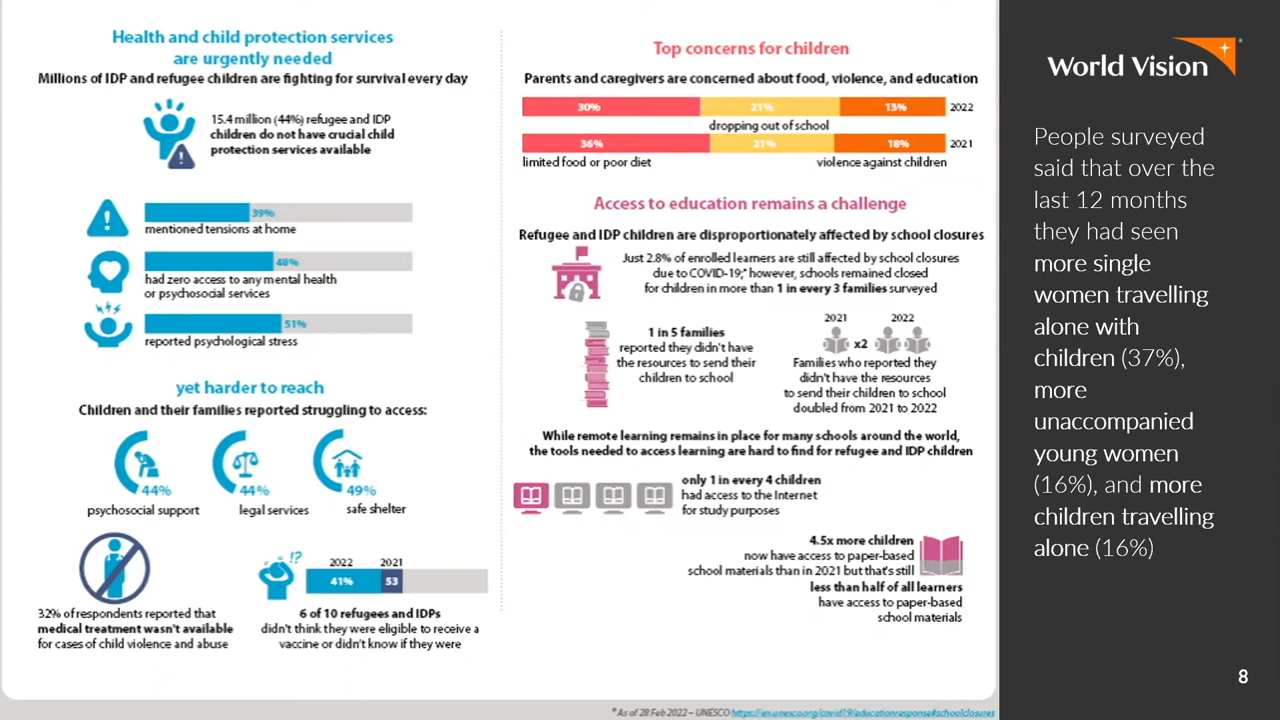 Health and child protection services
are urgently needed
Millions of IDP and refugee children are fighting for survival every day
15.4 million (44%) refugee and IDP
children do not have crucial child
protection services available
39%
mentioned tensions at home
48%
had zero access to any mental health
or psychosocial services
51%
reported psychological stress
yet harder to reach
Children and their families reported struggling to access:
44%
psychosocial support
44%
legal services
49%
safe shelter
32% of respondents reported that
medical treatment wasn't available
for cases of child violence and abuse
!?
2022 2021
41% 53
6 of 10 refugees and IDPs
didn't think they were eligible to receive a
vaccine or didn't know if they were
Top concerns for children
Parents and caregivers are concerned about food, violence, and education
30% 21% 13% 2022
dropping out of school
36% 21% 18% 2021
limited food or poor diet violence against children
Access to education remains a challenge
Refugee and IDP children are disproportionately affected by school closures
Just 2.8% of enrolled learners are still affected by school closures
due to COVID-19;* however, schools remained closed
for children in more than 1 in every 3 families surveyed
1 in 5 families
reported they didn't have
the resources to send their
children to school
2021 2022
x2
Families who reported they
didn't have the resources
to send their children to school
doubled from 2021 to 2022
While remote learning remains in place for many schools around the world,
the tools needed to access learning are hard to find for refugee and IDP children
only 1 in every 4 children
had access to the Internet
for study purposes
4.5x more children
now have access to paper-based
school materials than in 2021 but that's still
less than half of all learners
have access to paper-based
school materials
*As of 28 Feb 2022 – UNESCO https://en.unesco.org/covid19/educationresponse#schoolclosures
World Vision
People surveyed
said that over the
last 12 months
they had seen
more single
women travelling
alone with
children (37%),
more
unaccompanied
young women
(16%), and more
children travelling
alone (16%)
8